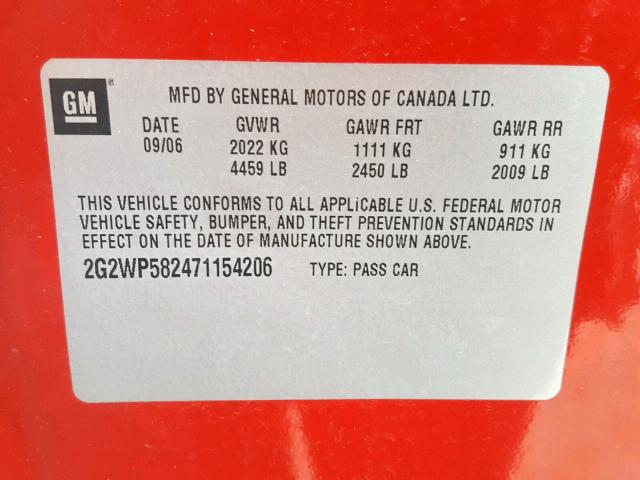 GM
MFD BY GENERAL MOTORS OF CANADA LTD.
DATE GVWR GAWR FRT GAWR RR
09/06 2022 KG 1111 KG 911 KG
4459 LB 2450 LB 2009 LB
THIS VEHICLE CONFORMS TO ALL APPLICABLE U.S. FEDERAL MOTOR
VEHICLE SAFETY, BUMPER, AND THEFT PREVENTION STANDARDS IN
EFFECT ON THE DATE OF MANUFACTURE SHOWN ABOVE.
2G2WP582471154206 TYPE: PASS CAR